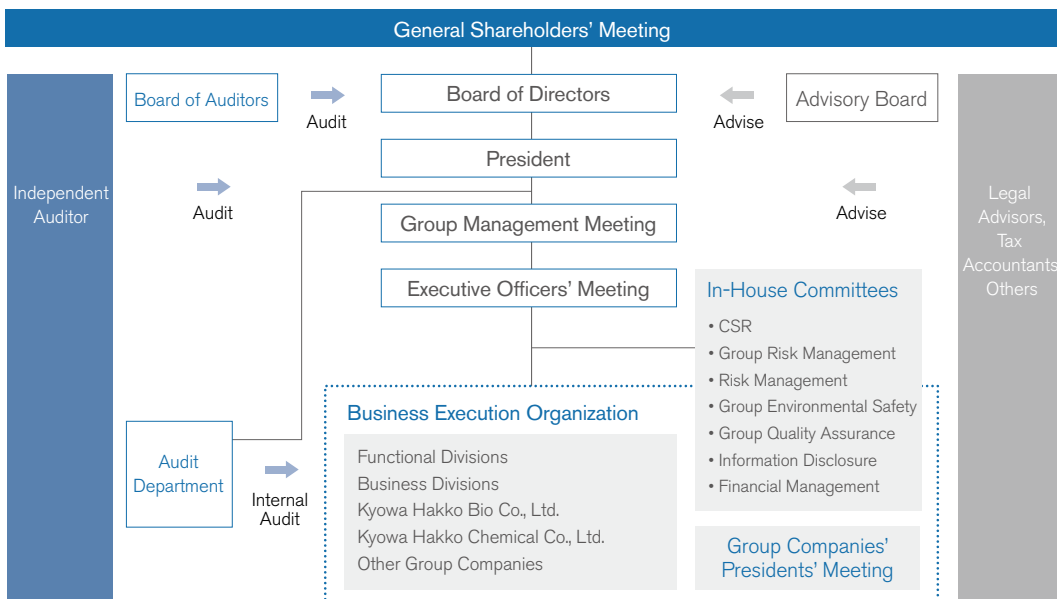 General Shareholders' Meeting
Board of Auditors
Audit
Board of Directors
Advise
Advisory Board
President
Independent
Auditor
Audit
Advise
Legal
Advisors,
Tax
Accountants
Others
Group Management Meeting
Executive Officers' Meeting
In-House Committees
• CSR
• Group Risk Management
• Risk Management
• Group Environmental Safety
• Group Quality Assurance
• Information Disclosure
• Financial Management
Business Execution Organization
Functional Divisions
Business Divisions
Kyowa Hakko Bio Co., Ltd.
Kyowa Hakko Chemical Co., Ltd.
Other Group Companies
Audit
Department
Internal
Audit
Group Companies'
Presidents' Meeting